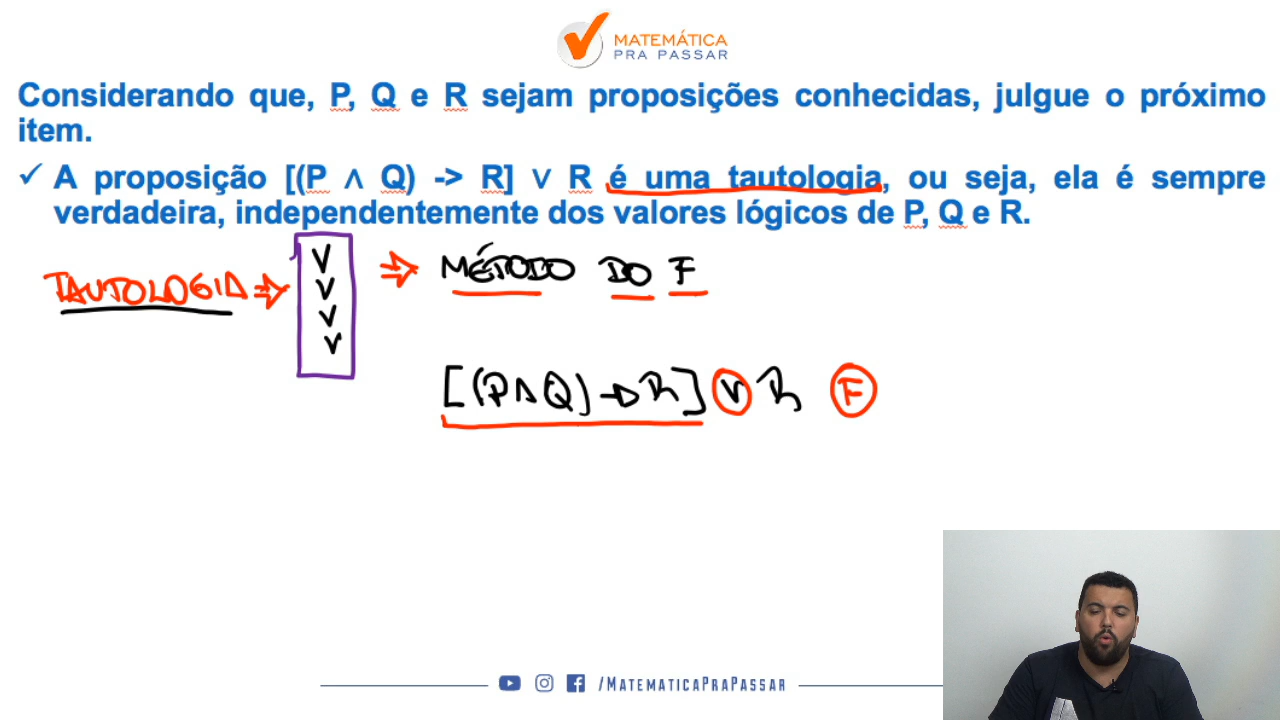 MATEMÁTICA
PRA PASSAR
Considerando que, P, Q e R sejam proposições conhecidas, julgue o próximo
item.
✓ A proposição [(P ∧ Q) -> R] ∨ R é uma tautologia, ou seja, ela é sempre
verdadeira, independentemente dos valores lógicos de P, Q e R.
TAUTOLOGIA ⇒
V
V
V
V
⇒ MÉTODO DO F
[(P∧Q)→R] ∨ R F
/MATEMATICAPRAPASSAR